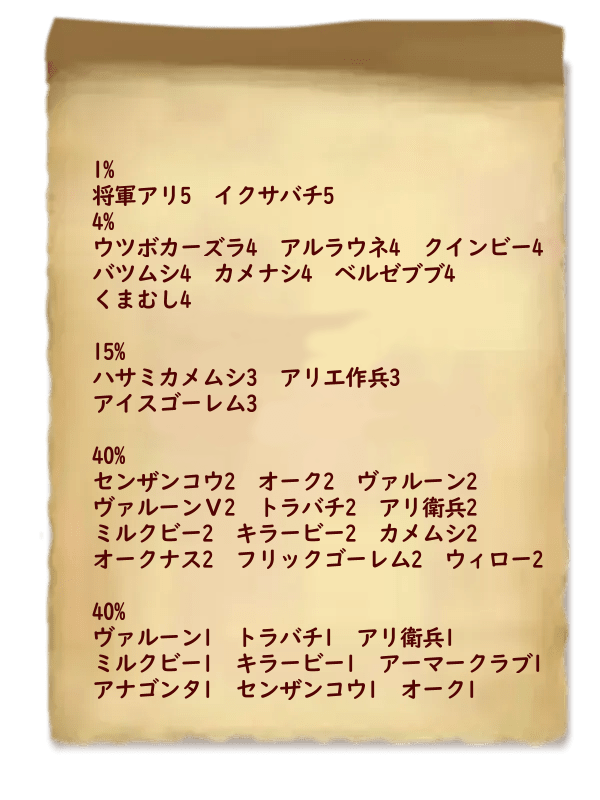 1%
将軍アリ5　イクサバチ5
4%
ウツボカーズラ4　アルラウネ4　クインビー4
バツムシ4　カメナシ4　ベルゼブブ4
くまむし4
15%
ハサミカメムシ3　アリエ作兵3
アイスゴーレム3
40%
センザンコウ2　オーク2　ヴァルーン2
ヴァルーンＶ2　トラバチ2　アリ衛兵2
ミルクビー2　キラービー2　カメムシ2
オークナス2　フリックゴーレム2　ウィロー2
40%
ヴァルーン1　トラバチ1　アリ衛兵1
ミルクビー1　キラービー1　アーマークラブ1
アナゴンタ1　センザンコウ1　オーク1